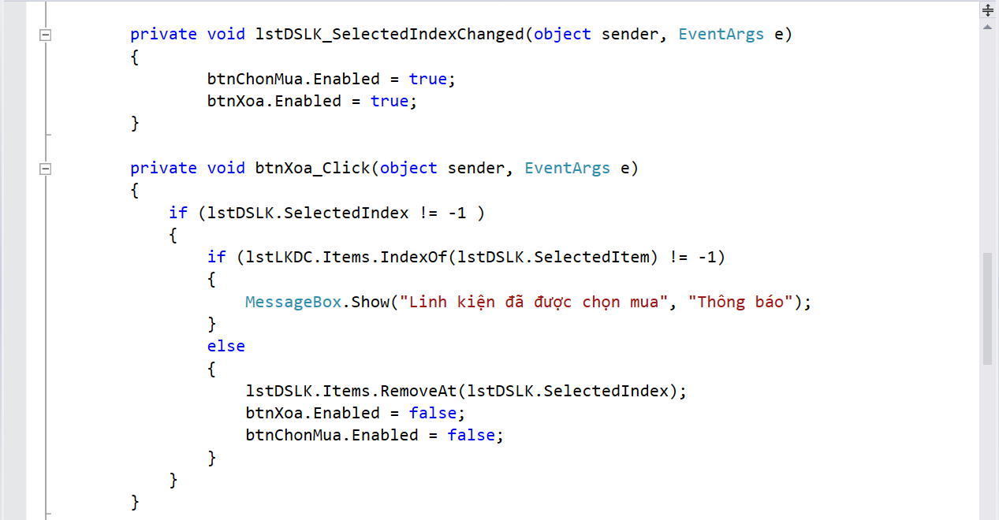 private void lstDSLK_SelectedIndexChanged(object sender, EventArgs e)
{
btnChonMua.Enabled = true;
btnXoa.Enabled = true;
}
private void btnXoa_Click(object sender, EventArgs e)
{
if (lstDSLK.SelectedIndex != -1 )
{
if (lstLKDC.Items.IndexOf(lstDSLK.SelectedItem) != -1)
{
MessageBox.Show("Linh kiện đã được chọn mua", "Thông báo");
}
else
{
lstDSLK.Items.RemoveAt(lstDSLK.SelectedIndex);
btnXoa.Enabled = false;
btnChonMua.Enabled = false;
}
}
}